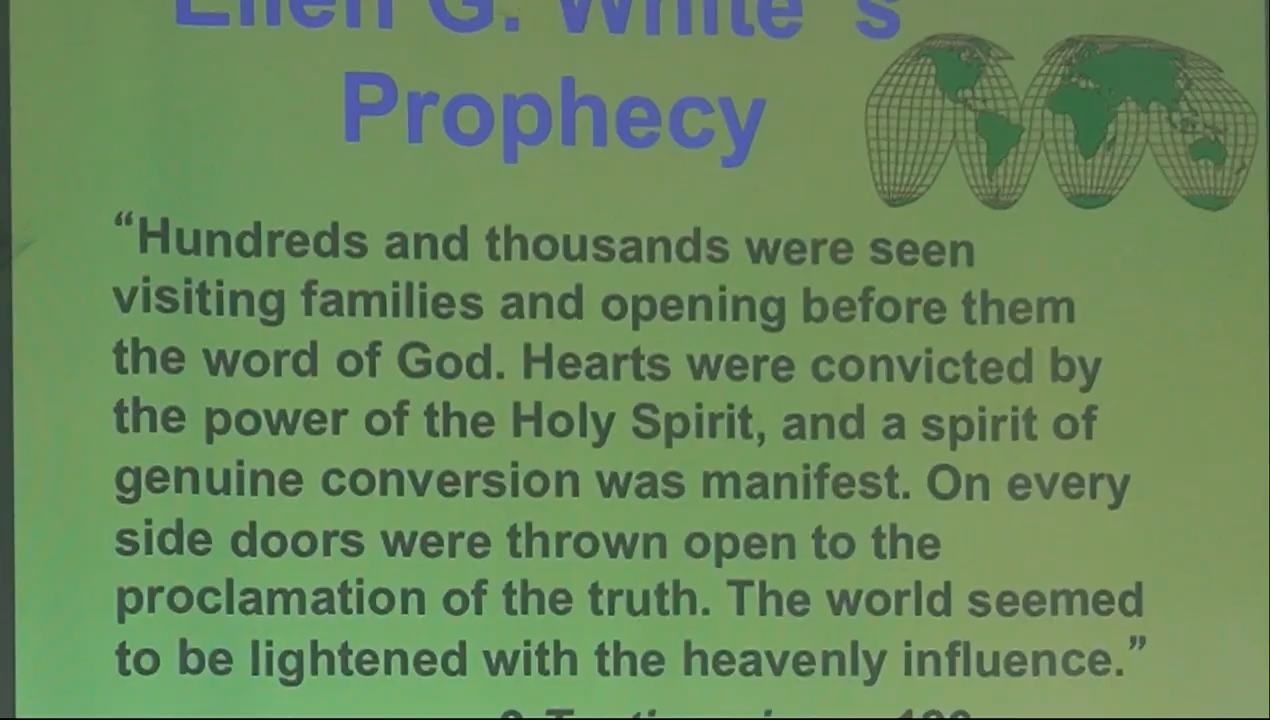 Ellen G. White's
Prophecy
“Hundreds and thousands were seen
visiting families and opening before them
the word of God. Hearts were convicted by
the power of the Holy Spirit, and a spirit of
genuine conversion was manifest. On every
side doors were thrown open to the
proclamation of the truth. The world seemed
to be lightened with the heavenly influence.”